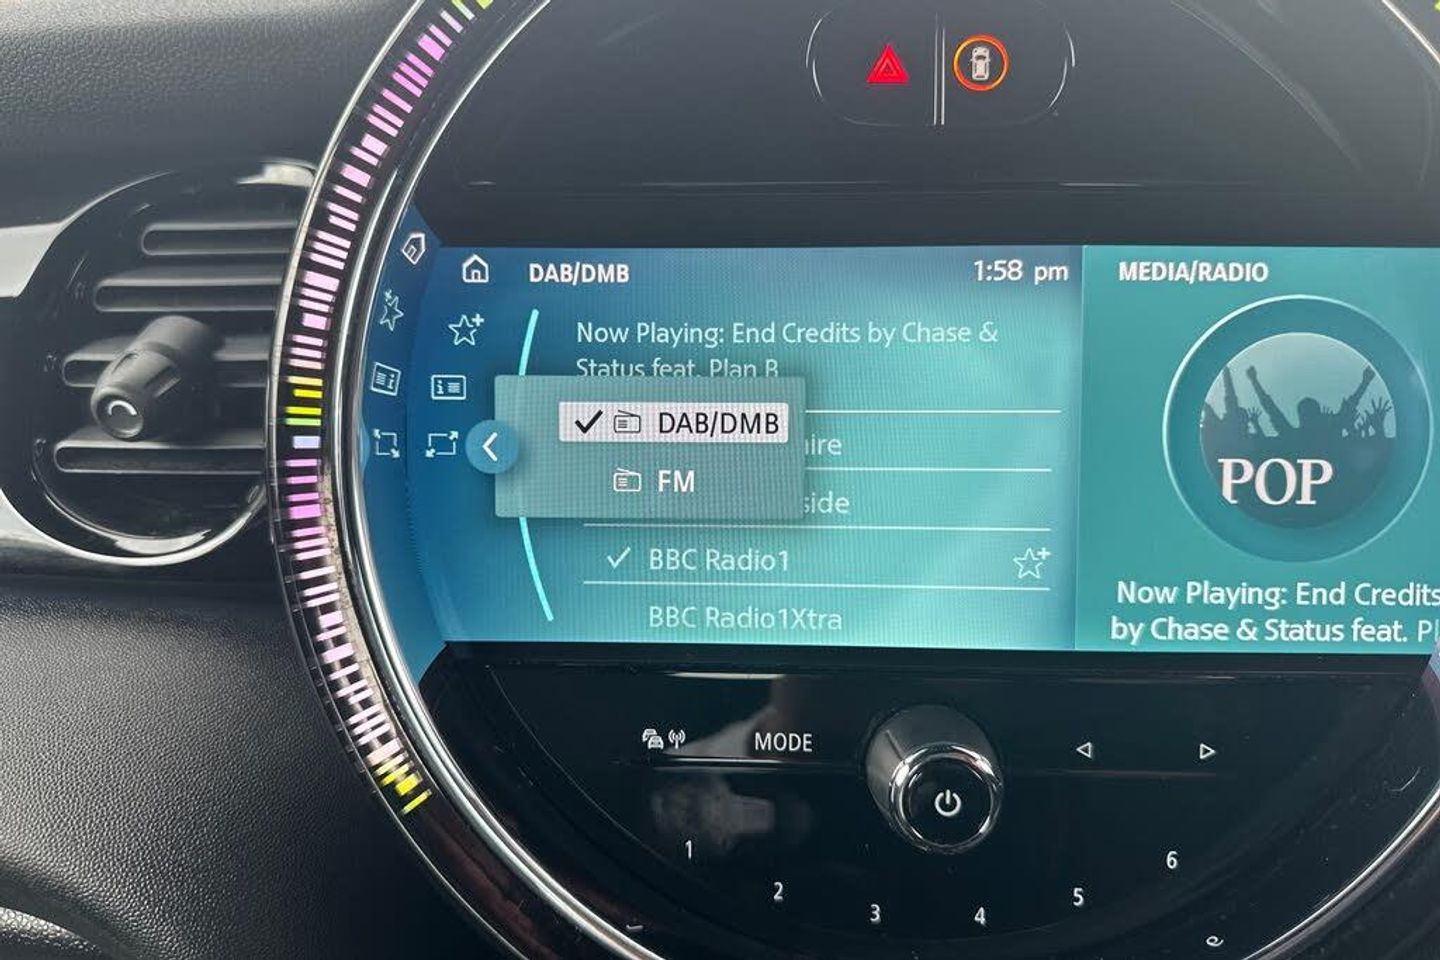 DAB/DMB
1:58 pm
Now Playing: End Credits by Chase &
Status feat. Plan B
DAB/DMB
FM
BBC Radio1
BBC Radio1Xtra
MEDIA/RADIO
POP
Now Playing: End Credits
by Chase & Status feat.
MODE
1
2
3
4
5
6